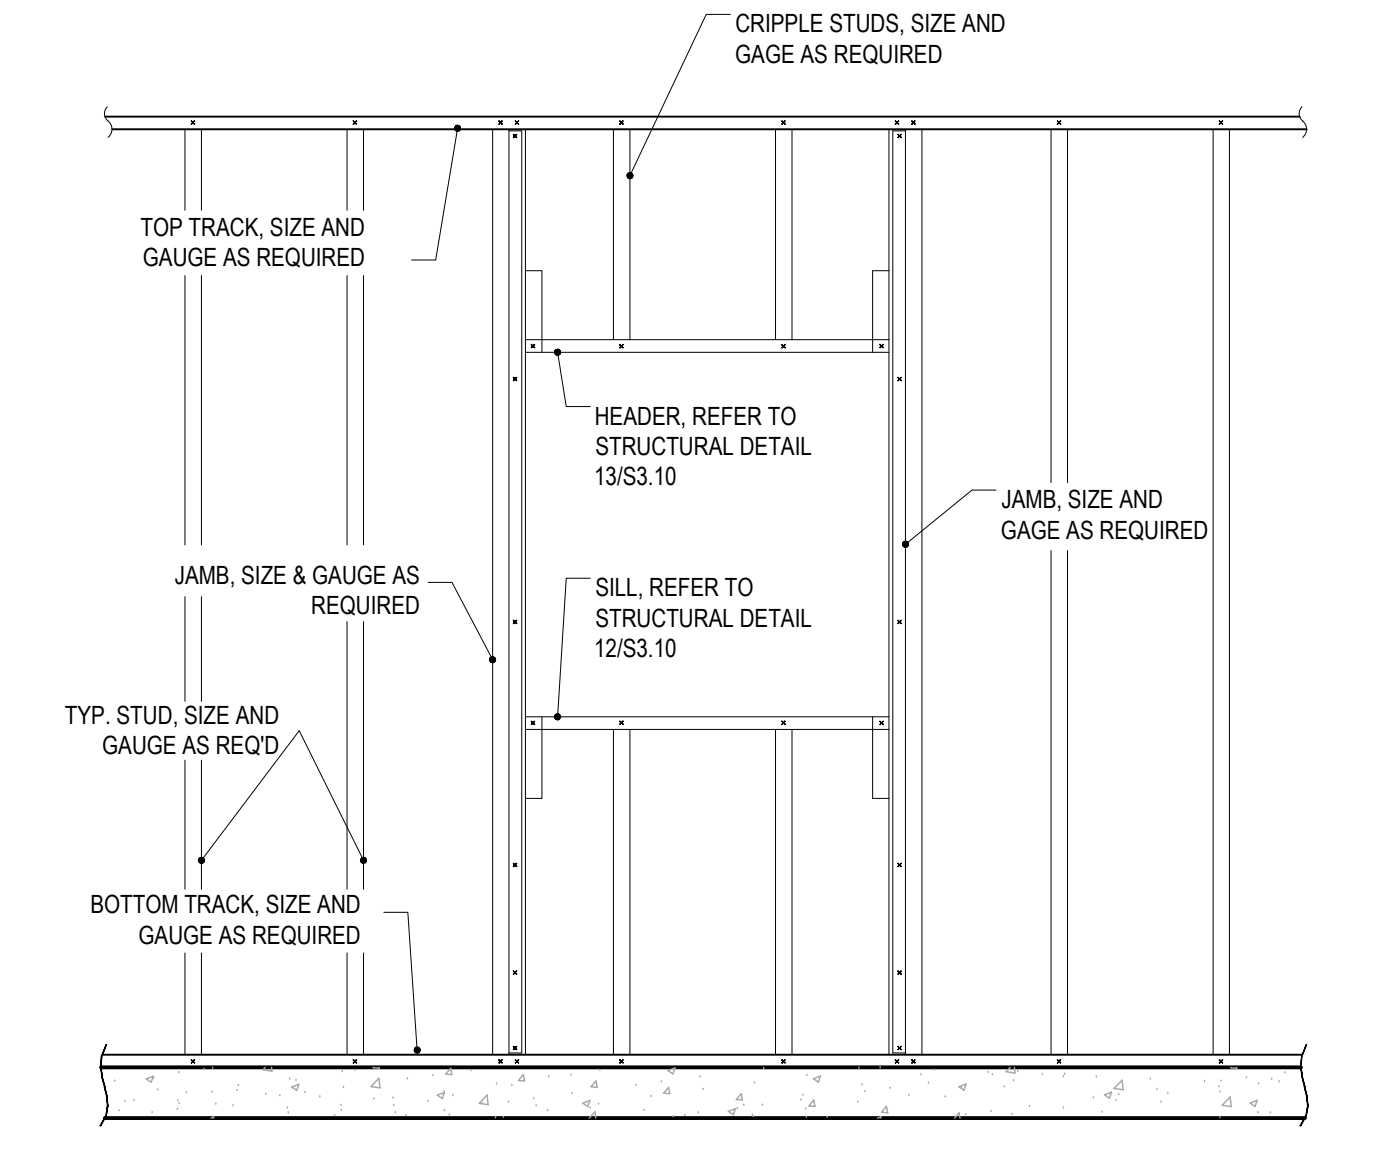 CRIPPLE STUDS, SIZE AND
GAGE AS REQUIRED
TOP TRACK, SIZE AND
GAUGE AS REQUIRED
HEADER, REFER TO
STRUCTURAL DETAIL
13/S3.10
JAMB, SIZE AND
GAGE AS REQUIRED
JAMB, SIZE & GAUGE AS
REQUIRED
SILL, REFER TO
STRUCTURAL DETAIL
12/S3.10
TYP. STUD, SIZE AND
GAUGE AS REQ'D
BOTTOM TRACK, SIZE AND
GAUGE AS REQUIRED